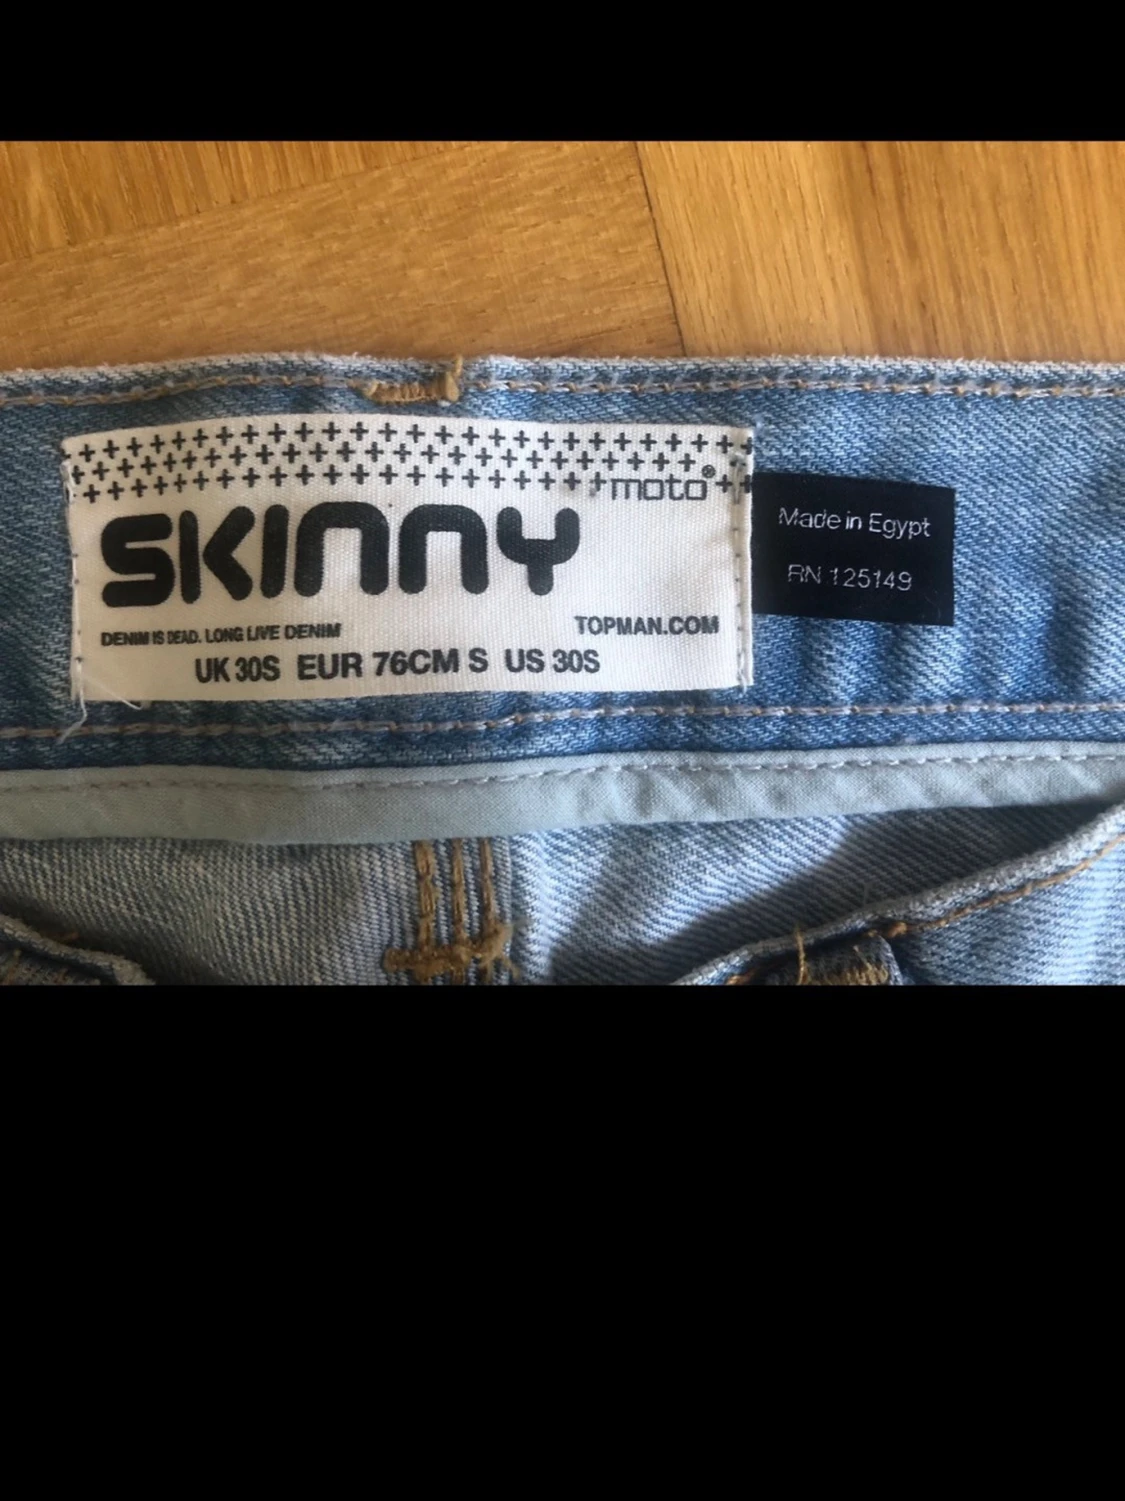 moto®
SKINNY
DENIM IS DEAD. LONG LIVE DENIM
TOPMAN.COM
UK 30S EUR 76CM S US 30S
Made in Egypt
RN 125149